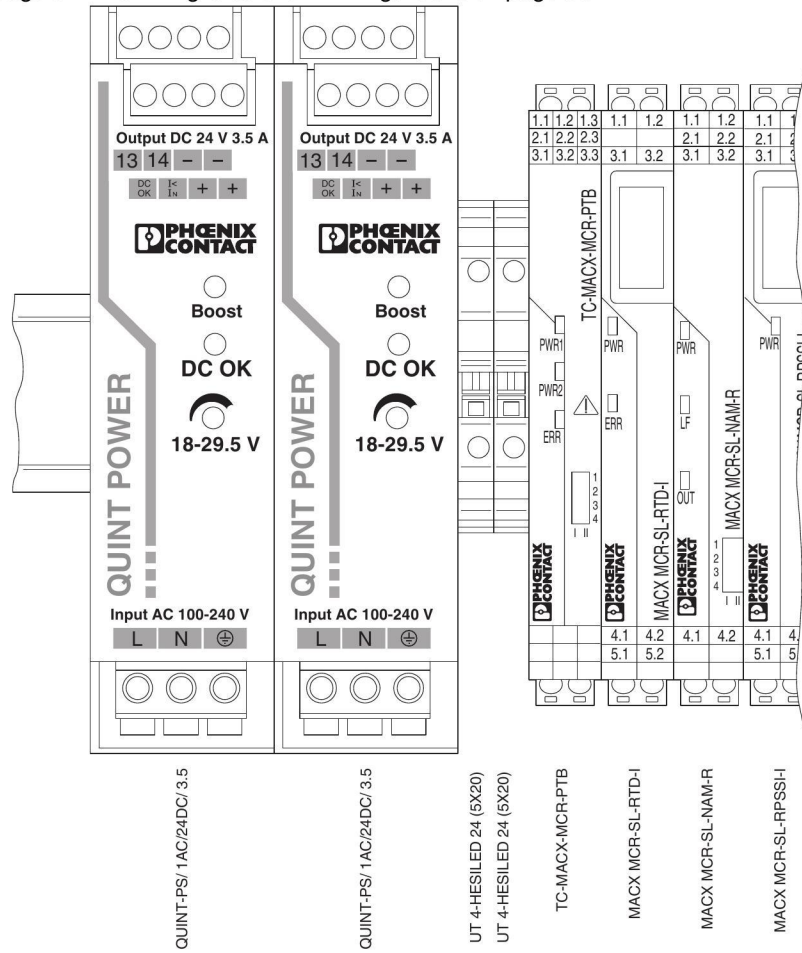 Output DC 24 V 3.5 A
13 14 – –
DC OK I< IN + +
PHŒNIX CONTACT
Boost
DC OK
18-29.5 V
QUINT POWER
Input AC 100-240 V
L N
Output DC 24 V 3.5 A
13 14 – –
DC OK I< IN + +
PHŒNIX CONTACT
Boost
DC OK
18-29.5 V
QUINT POWER
Input AC 100-240 V
L N
1.1 1.2 1.3
2.1 2.2 2.3
3.1 3.2 3.3
TC-MACX-MCR-PTB
PWR1
PWR2
ERR
1
2
3
4
I II
PHŒNIX CONTACT
1.1 1.2
3.1 3.2
PWR
ERR
MACX MCR-SL-RTD-I
PHŒNIX CONTACT
4.1 4.2
5.1 5.2
1.1 1.2
2.1 2.2
3.1 3.2
PWR
LF
OUT
MACX MCR-SL-NAM-R
1
2
3
4
I II
PHŒNIX CONTACT
4.1 4.2
1.1
2.1
3.1
PWR
PHŒNIX CONTACT
4.1
5.1
QUINT-PS/ 1AC/24DC/ 3.5
QUINT-PS/ 1AC/24DC/ 3.5
UT 4-HESILED 24 (5X20)
UT 4-HESILED 24 (5X20)
TC-MACX-MCR-PTB
MACX MCR-SL-RTD-I
MACX MCR-SL-NAM-R
MACX MCR-SL-RPSSI-I